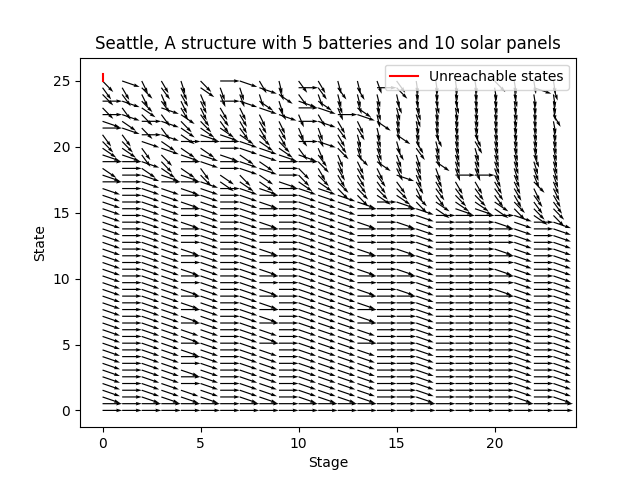 Seattle, A structure with 5 batteries and 10 solar panels
Unreachable states
25
20
15
10
5
0
State
0 5 10 15 20
Stage